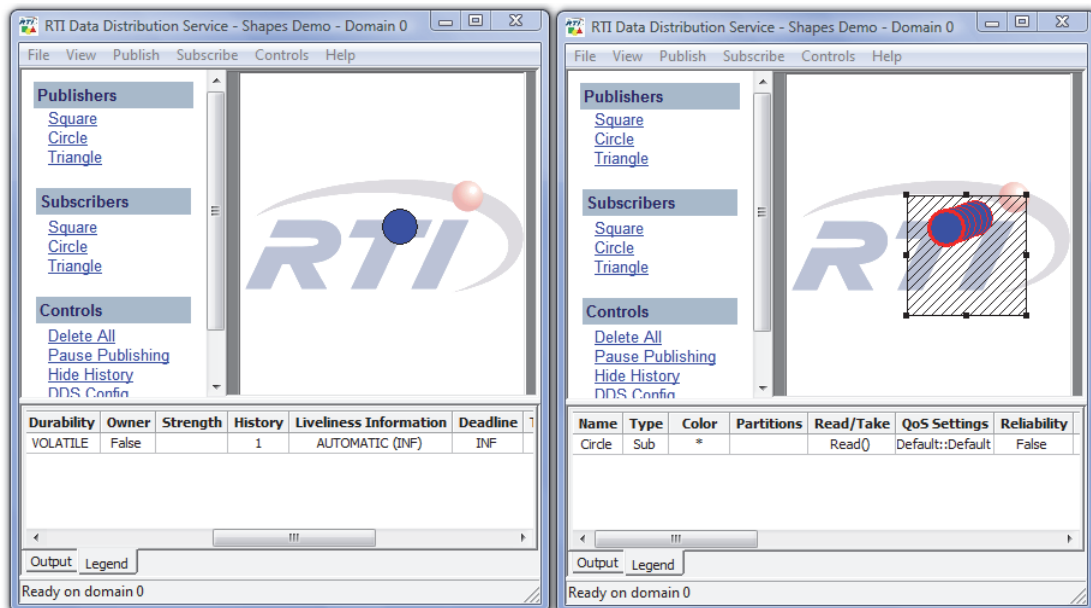 RTI Data Distribution Service - Shapes Demo - Domain 0
File View Publish Subscribe Controls Help
Publishers
Square
Circle
Triangle
Subscribers
Square
Circle
Triangle
Controls
Delete All
Pause Publishing
Hide History
DDS Config
RTI
Durability Owner Strength History Liveliness Information Deadline T
VOLATILE False 1 AUTOMATIC (INF) INF
Output Legend
Ready on domain 0
RTI Data Distribution Service - Shapes Demo - Domain 0
File View Publish Subscribe Controls Help
Publishers
Square
Circle
Triangle
Subscribers
Square
Circle
Triangle
Controls
Delete All
Pause Publishing
Hide History
DDS Config
RTI
Name Type Color Partitions Read/Take QoS Settings Reliability
Circle Sub * Read() Default::Default False
Output Legend
Ready on domain 0